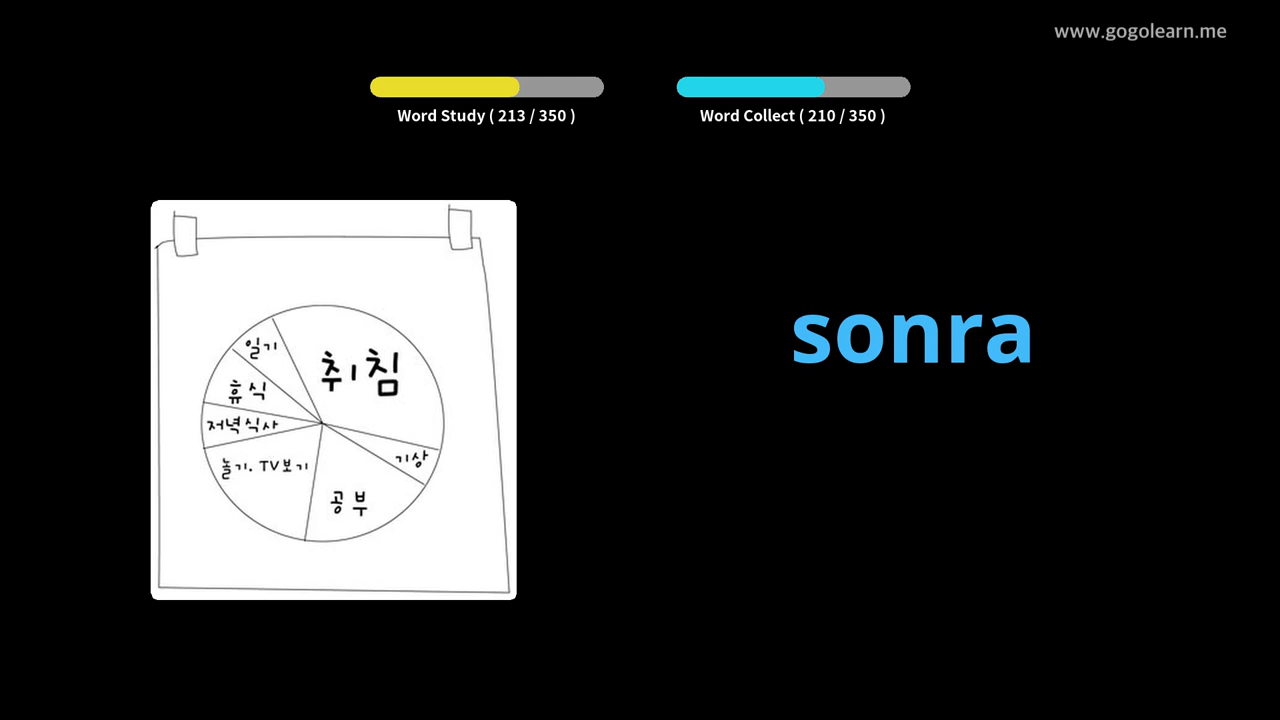 www.gogolearn.me
Word Study ( 213 / 350 )
Word Collect ( 210 / 350 )
일기
취침
휴식
저녁식사
놀기. TV보기
기상
공부
sonra